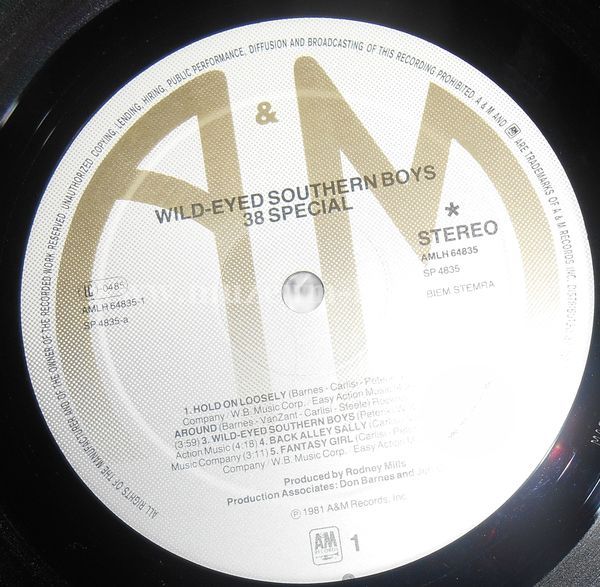 ALL RIGHTS OF THE MANUFACTURER AND OF THE OWNER OF THE RECORDED WORK RESERVED. UNAUTHORIZED COPYING, LENDING, HIRING, PUBLIC PERFORMANCE, DIFFUSION AND BROADCASTING OF THIS RECORDING PROHIBITED. A & M AND AM ARE TRADEMARKS OF A & M RECORDS INC.
A & M
WILD-EYED SOUTHERN BOYS
38 SPECIAL
*
STEREO
AMLH 64835
SP 4835
BIEM STEMRA
LC 0485
AMLH 64835-1
SP 4835-a
1. HOLD ON LOOSELY (Barnes - Carlisi -
Company / W.B. Music Corp. / Easy Action Music
AROUND (Barnes - VanZant - Carlisi -
(3:59) 3. WILD-EYED SOUTHERN BOYS
Action Music (4:18) 4. BACK ALLEY SALLY
Music Company (3:11) 5. FANTASY GIRL
Company / W.B. Music Corp. / Easy Action
Produced by Rodney Mills
Production Associates: Don Barnes and
℗ 1981 A&M Records, Inc.
AM
RECORDS
1